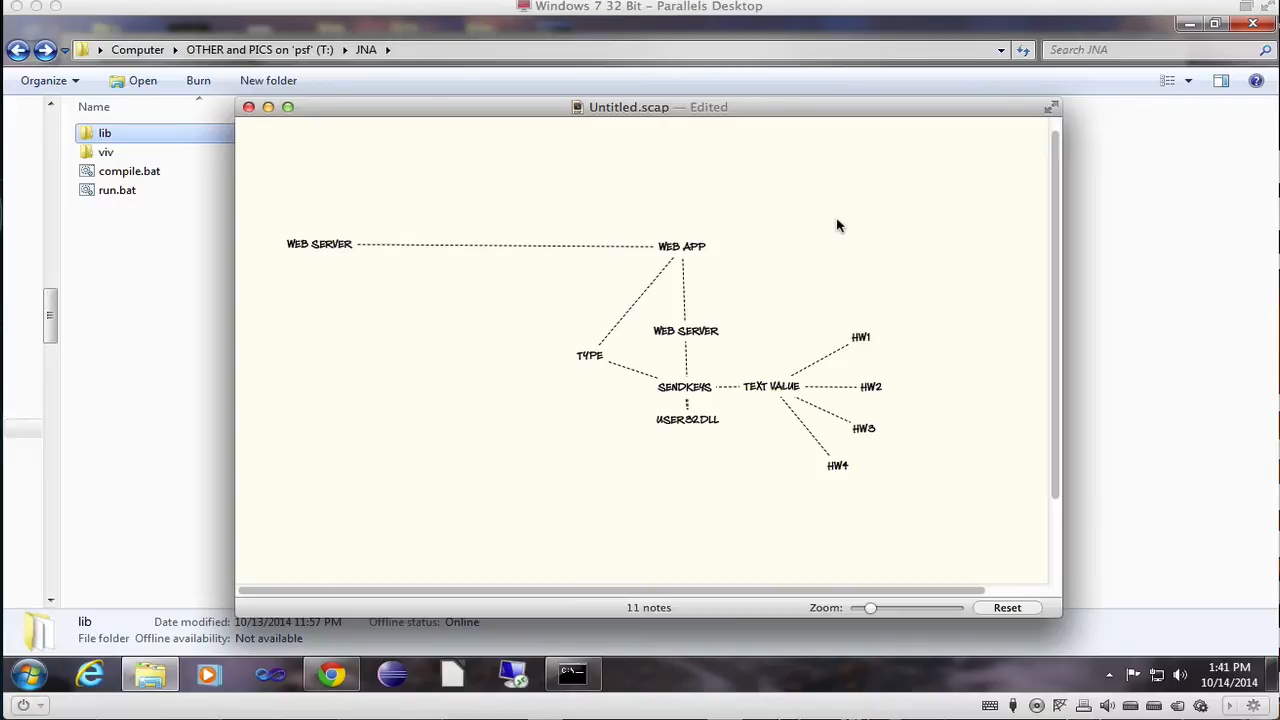 Windows 7 32 Bit - Parallels Desktop
Computer OTHER and PICS on 'psf' (T:) JNA
Search JNA
Organize Open Burn New folder
Name
lib
viv
compile.bat
run.bat
Untitled.scap — Edited
WEB SERVER
WEB APP
WEB SERVER
TYPE
HW1
SENDKEYS
TEXT VALUE
HW2
USER32DLL
HW3
HW4
11 notes
Zoom:
Reset
lib
Date modified: 10/13/2014 11:57 PM
Offline status: Online
File folder
Offline availability: Not available
1:41 PM
10/14/2014